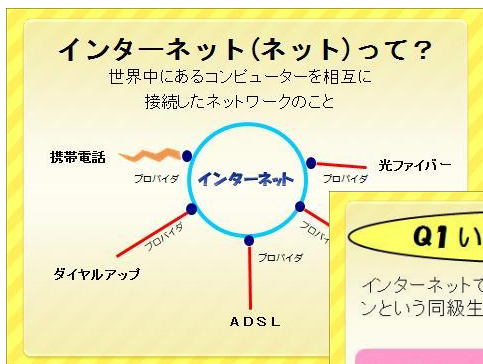 インターネット(ネット)って?
世界中にあるコンピューターを相互に
接続したネットワークのこと
携帯電話
プロバイダ
インターネット
プロバイダ
光ファイバー
プロバイダ
プロバイ
ダイヤルアップ
プロバイダ
ADSL
Q1 い
インターネットで
ンという同級生